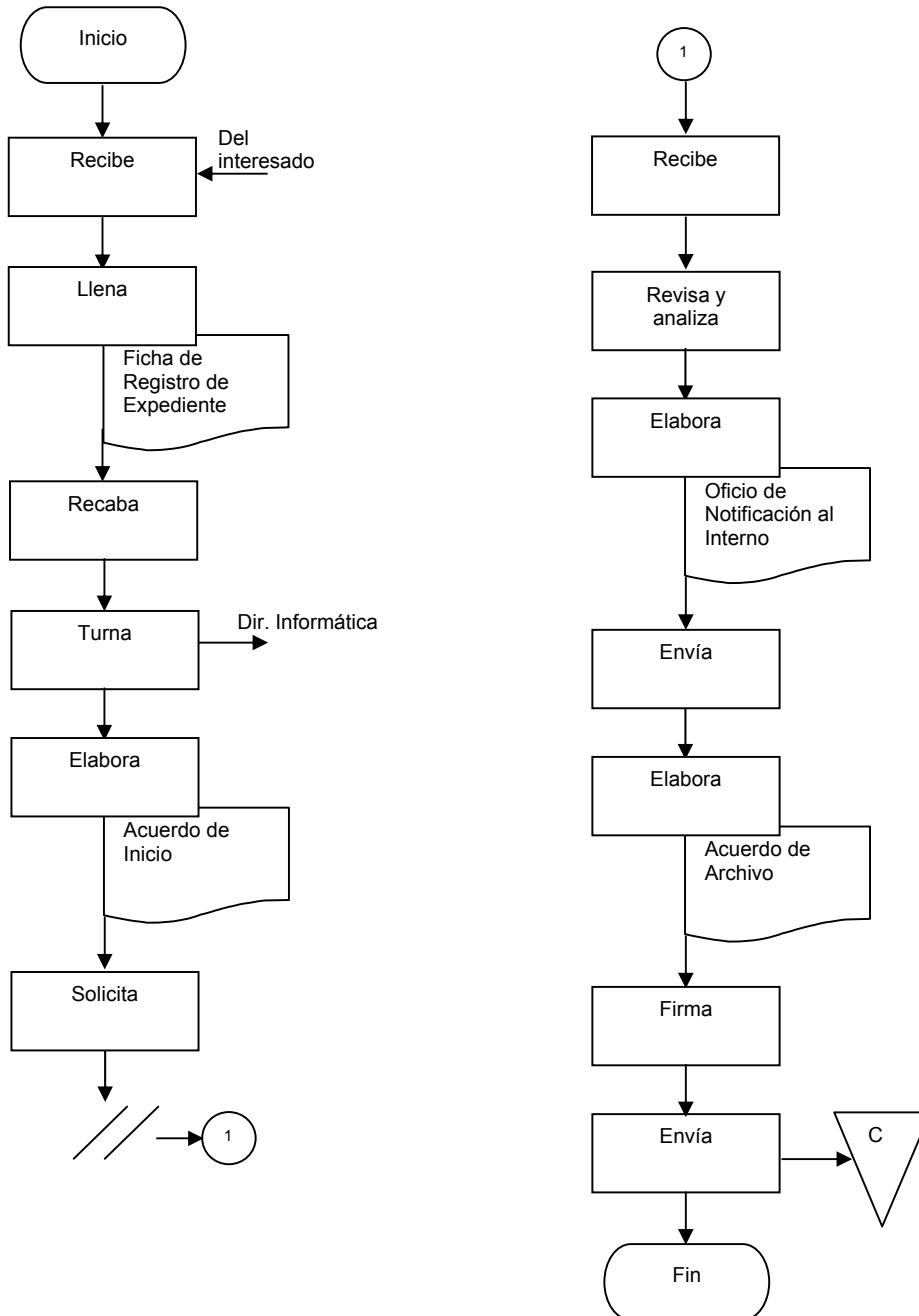 Inicio
Del
interesado
Recibe
Llena
Ficha de
Registro de
Expediente
Recaba
Turna
Dir. Informática
Elabora
Acuerdo de
Inicio
Solicita
1
1
Recibe
Revisa y
analiza
Elabora
Oficio de
Notificación al
Interno
Envía
Elabora
Acuerdo de
Archivo
Firma
Envía
C
Fin